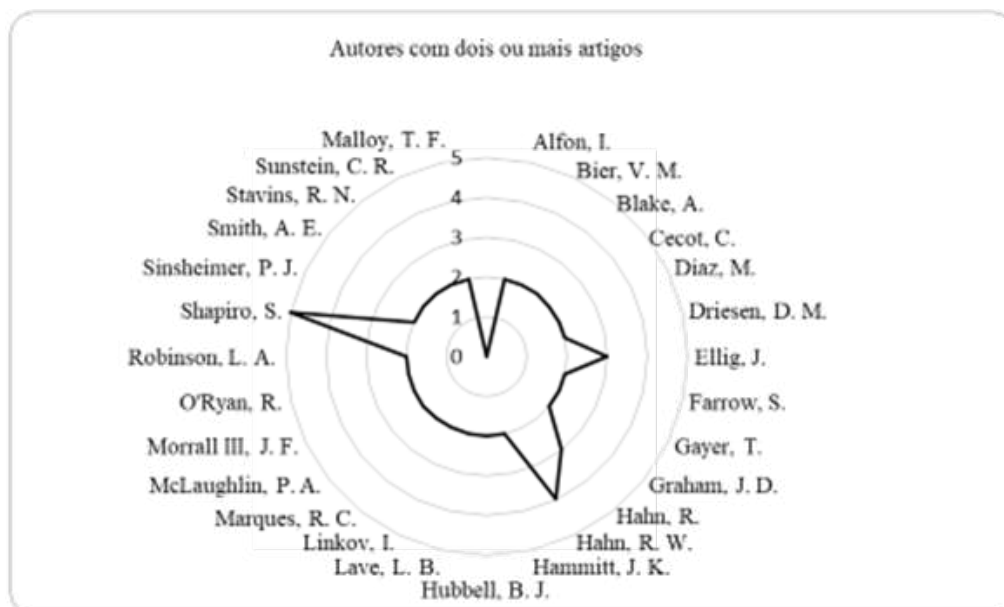 Autores com dois ou mais artigos
Malloy, T. F.
Alfon, I.
5
Sunstein, C. R.
Bier, V. M.
4
Stavins, R. N.
Blake, A.
Smith, A. E.
3
Cecot, C.
Sinsheimer, P. J.
2
Diaz, M.
Shapiro, S.
1
Driesen, D. M.
Robinson, L. A.
0
Ellig, J.
O'Ryan, R.
Farrow, S.
Morrall III, J. F.
Gayer, T.
McLaughlin, P. A.
Graham, J. D.
Marques, R. C.
Hahn, R.
Linkov, I.
Hahn, R. W.
Lave, L. B.
Hammitt, J. K.
Hubbell, B. J.